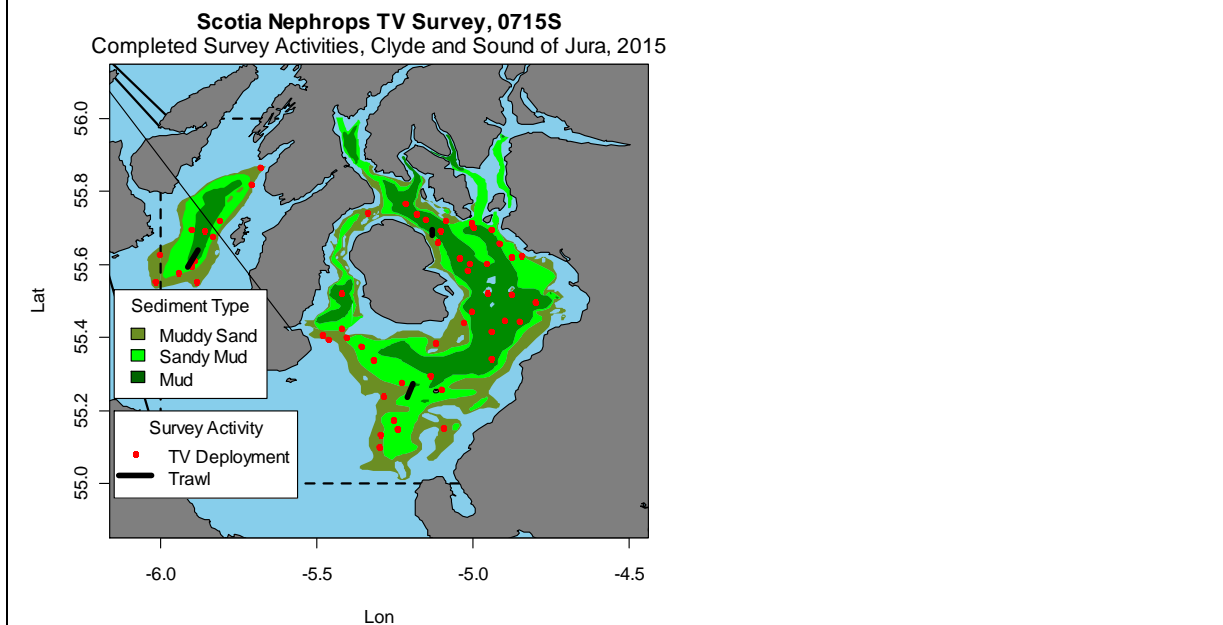 Scotia Nephrops TV Survey, 0715S
Completed Survey Activities, Clyde and Sound of Jura, 2015
Lat
56.0
55.8
55.6
55.4
55.2
55.0
Sediment Type
Muddy Sand
Sandy Mud
Mud
Survey Activity
TV Deployment
Trawl
-6.0
-5.5
-5.0
-4.5
Lon